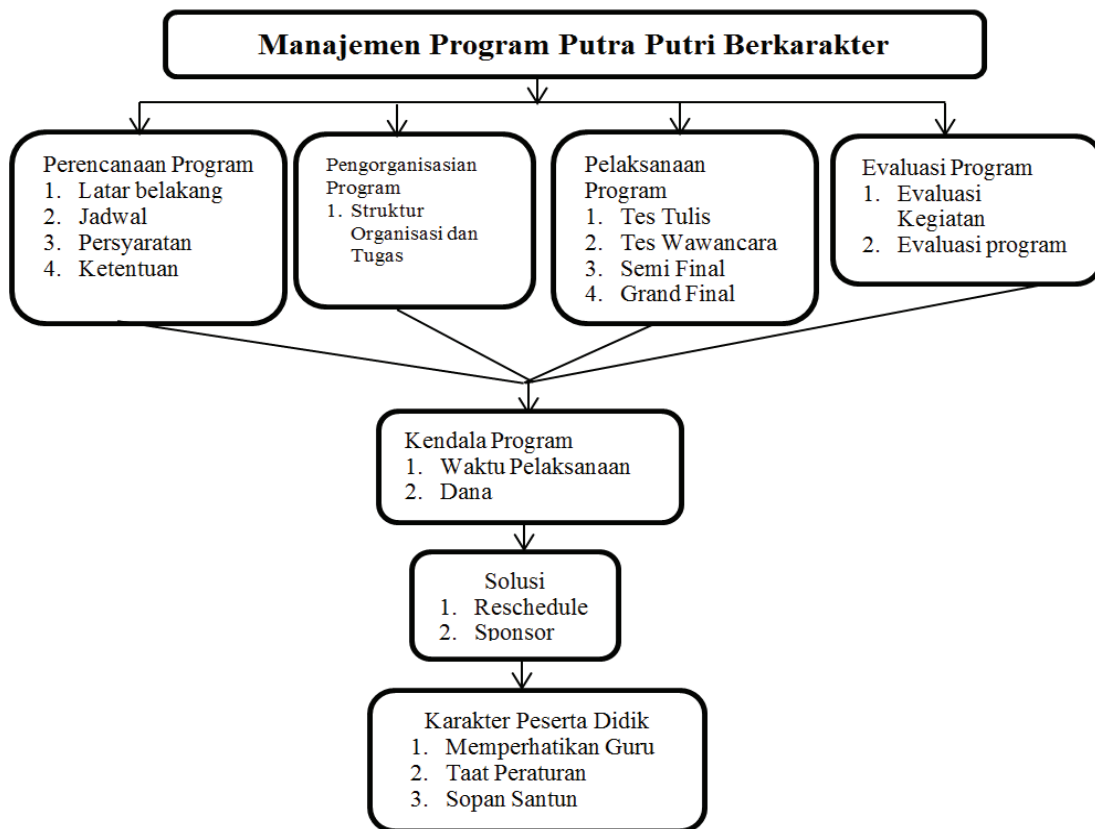 Manajemen Program Putra Putri Berkarakter
Perencanaan Program
1. Latar belakang
2. Jadwal
3. Persyaratan
4. Ketentuan
Pengorganisasian
Program
1. Struktur
Organisasi dan
Tugas
Pelaksanaan
Program
1. Tes Tulis
2. Tes Wawancara
3. Semi Final
4. Grand Final
Evaluasi Program
1. Evaluasi
Kegiatan
2. Evaluasi program
Kendala Program
1. Waktu Pelaksanaan
2. Dana
Solusi
1. Reschedule
2. Sponsor
Karakter Peserta Didik
1. Memperhatikan Guru
2. Taat Peraturan
3. Sopan Santun